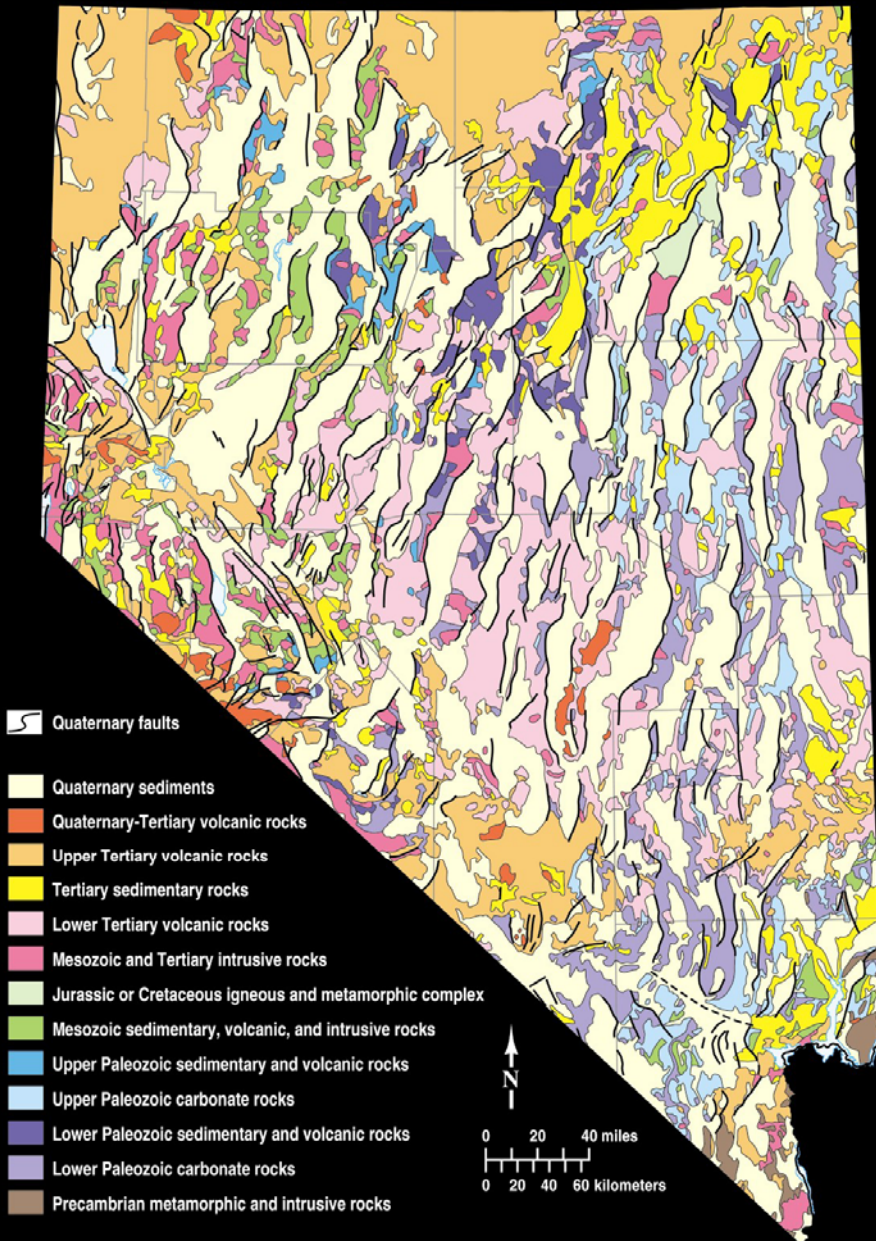 Quaternary faults
Quaternary sediments
Quaternary-Tertiary volcanic rocks
Upper Tertiary volcanic rocks
Tertiary sedimentary rocks
Lower Tertiary volcanic rocks
Mesozoic and Tertiary intrusive rocks
Jurassic or Cretaceous igneous and metamorphic complex
Mesozoic sedimentary, volcanic, and intrusive rocks
Upper Paleozoic sedimentary and volcanic rocks
Upper Paleozoic carbonate rocks
Lower Paleozoic sedimentary and volcanic rocks
Lower Paleozoic carbonate rocks
Precambrian metamorphic and intrusive rocks
N
0 20 40 miles
0 20 40 60 kilometers